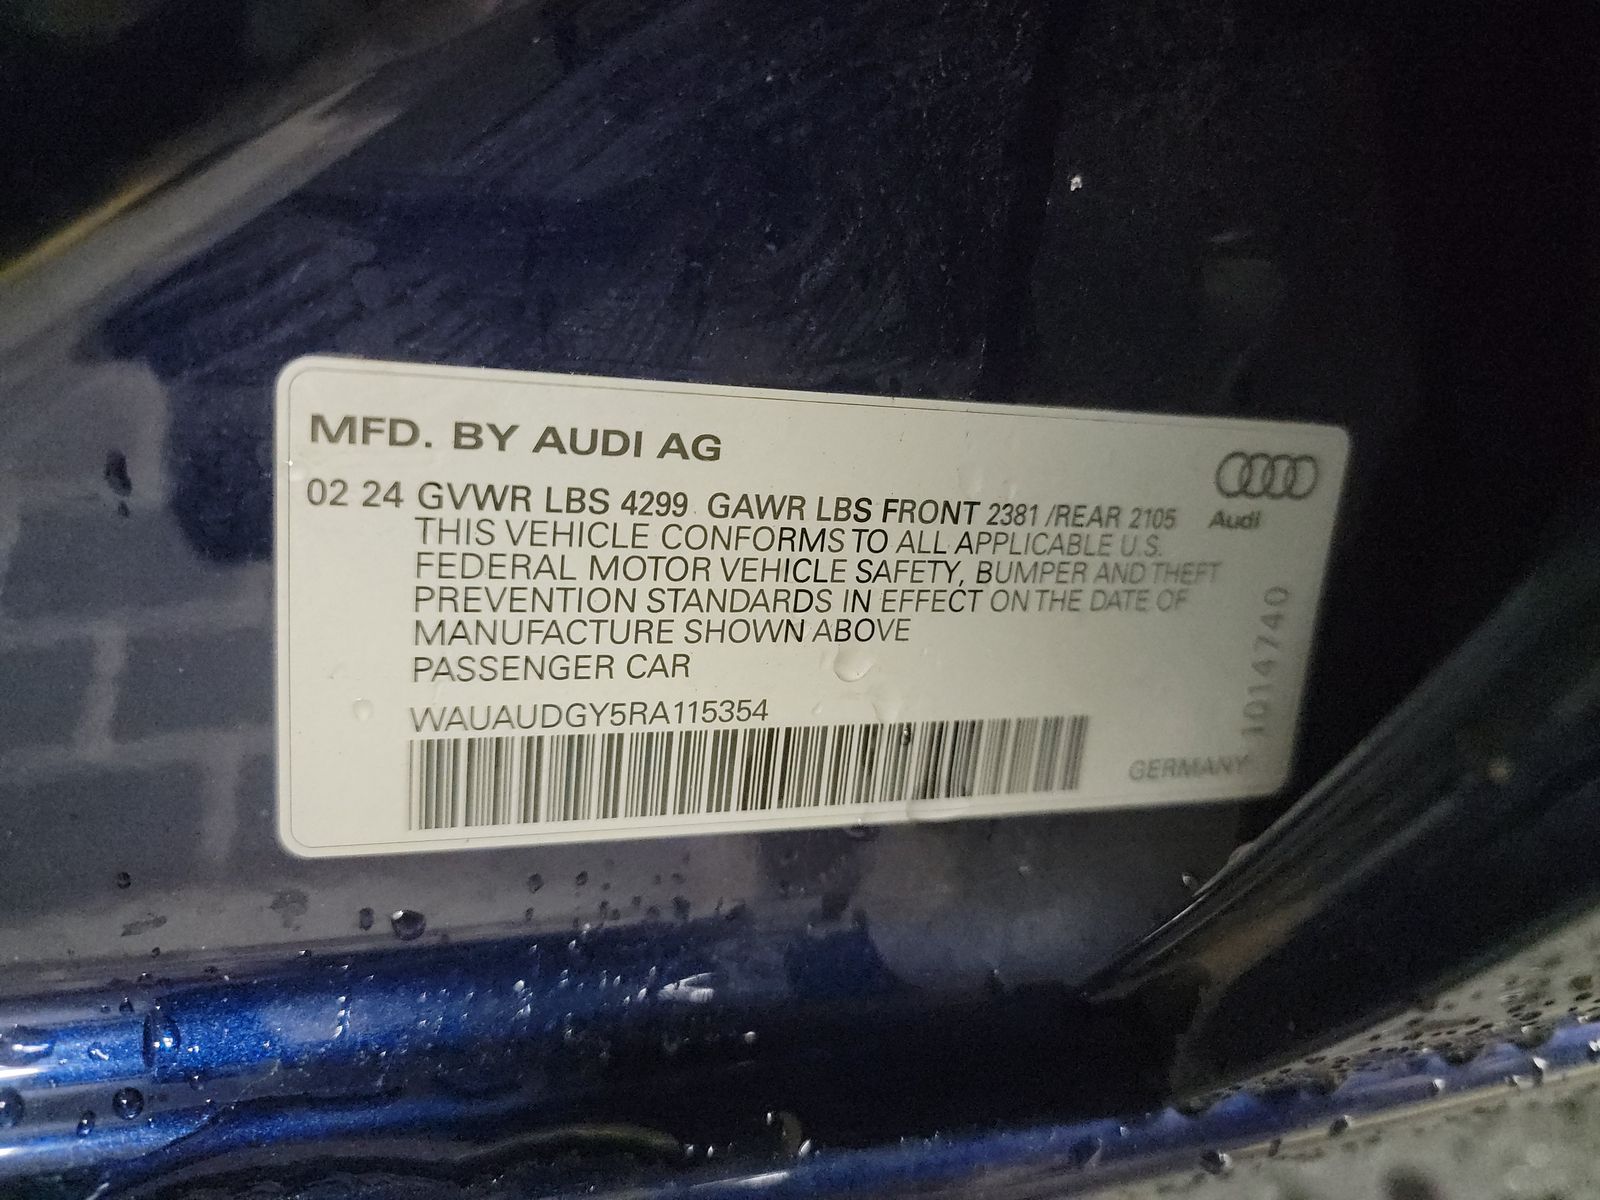 MFD. BY AUDI AG
02 24 GVWR LBS 4299 GAWR LBS FRONT 2381 /REAR 2105
THIS VEHICLE CONFORMS TO ALL APPLICABLE U.S.
FEDERAL MOTOR VEHICLE SAFETY, BUMPER AND THEFT
PREVENTION STANDARDS IN EFFECT ON THE DATE OF
MANUFACTURE SHOWN ABOVE
PASSENGER CAR
WAUAUDGY5RA115354
Audi
GERMANY
1014740